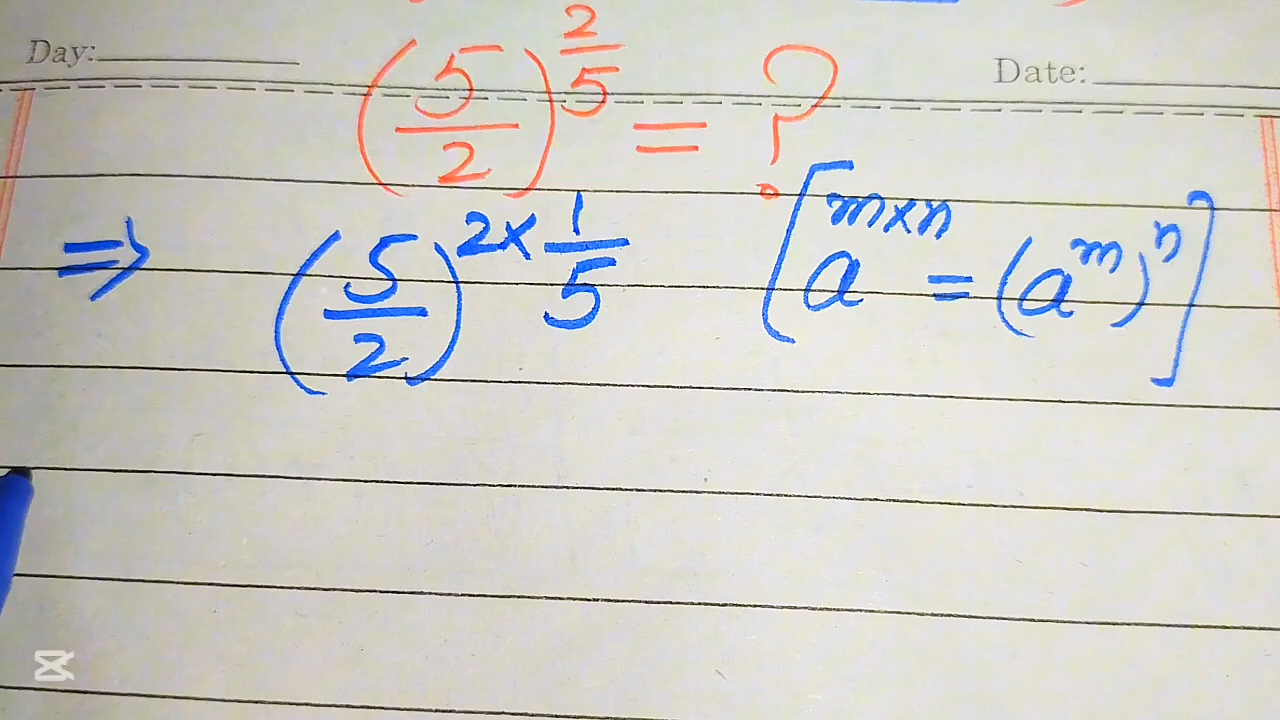 Day:
Date:
(5/2)^(2/5) = ?
⇒ (5/2)^(2×1/5) [a^(m×n) = (a^m)^n]